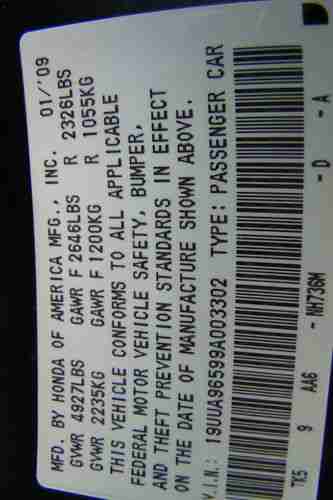 MFD. BY HONDA OF AMERICA MFG., INC. 01/'09
GVWR 4927LBS GAWR F 2646LBS R 2326LBS
GVWR 2235KG GAWR F 1200KG R 1055KG
THIS VEHICLE CONFORMS TO ALL APPLICABLE
FEDERAL MOTOR VEHICLE SAFETY, BUMPER,
AND THEFT PREVENTION STANDARDS IN EFFECT
ON THE DATE OF MANUFACTURE SHOWN ABOVE.
V.I.N.: 19UUA96599A003302 TYPE: PASSENGER CAR
TK5 9 AA6 -NH736M -D -A